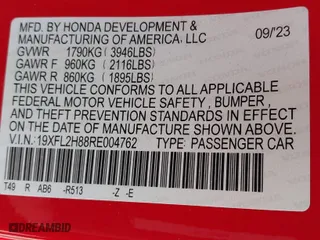 MFD. BY HONDA DEVELOPMENT &
MANUFACTURING OF AMERICA, LLC 09/23
GVWR 1790KG (3946LBS)
GAWR F 960KG (2116LBS)
GAWR R 860KG (1895LBS)
THIS VEHICLE CONFORMS TO ALL APPLICABLE
FEDERAL MOTOR VEHICLE SAFETY, BUMPER,
AND THEFT PREVENTION STANDARDS IN EFFECT
ON THE DATE OF MANUFACTURE SHOWN ABOVE.
V.I.N.: 19XFL2H88RE004762 TYPE: PASSENGER CAR
T49 R AB6 -R513 -Z -E
DREAMBID